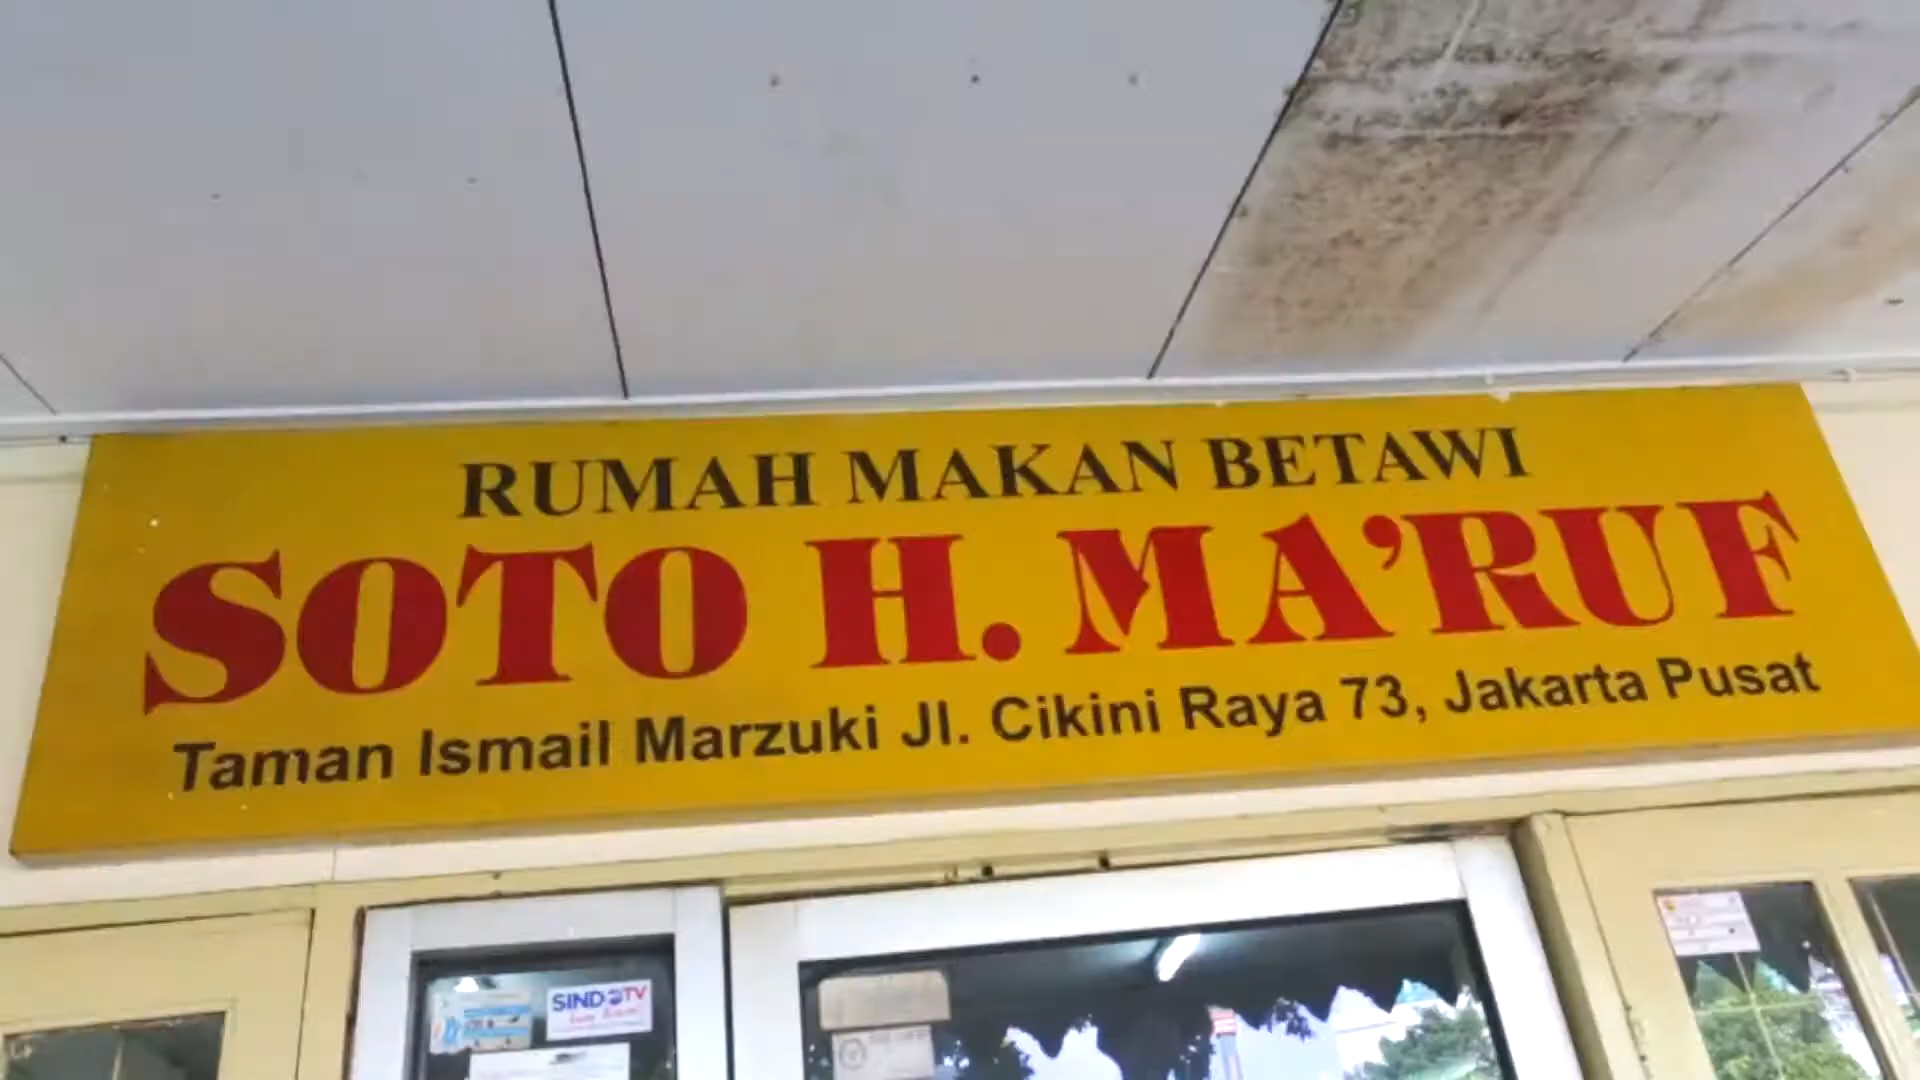 RUMAH MAKAN BETAWI
SOTO H. MA'RUF
Taman Ismail Marzuki Jl. Cikini Raya 73, Jakarta Pusat
SINDOTV